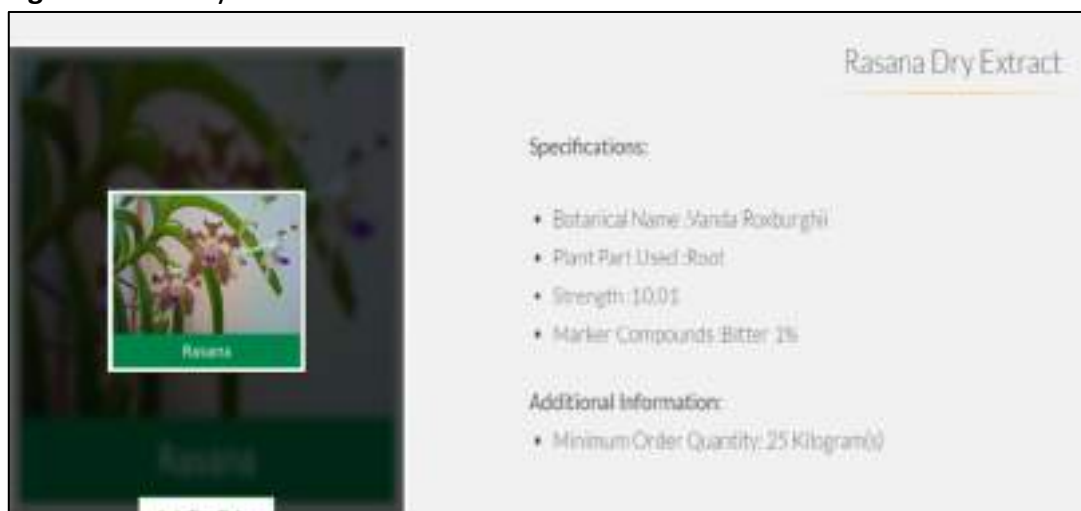 Rasana Dry Extract
Specifications:
• Botanical Name :Vanda Roxburghii
• Plant Part Used :Root
• Strength :10.01
• Marker Compounds :Bitter 1%
Additional Information:
• Minimum Order Quantity: 25 Kilogram(s)
Rasana
Rasana